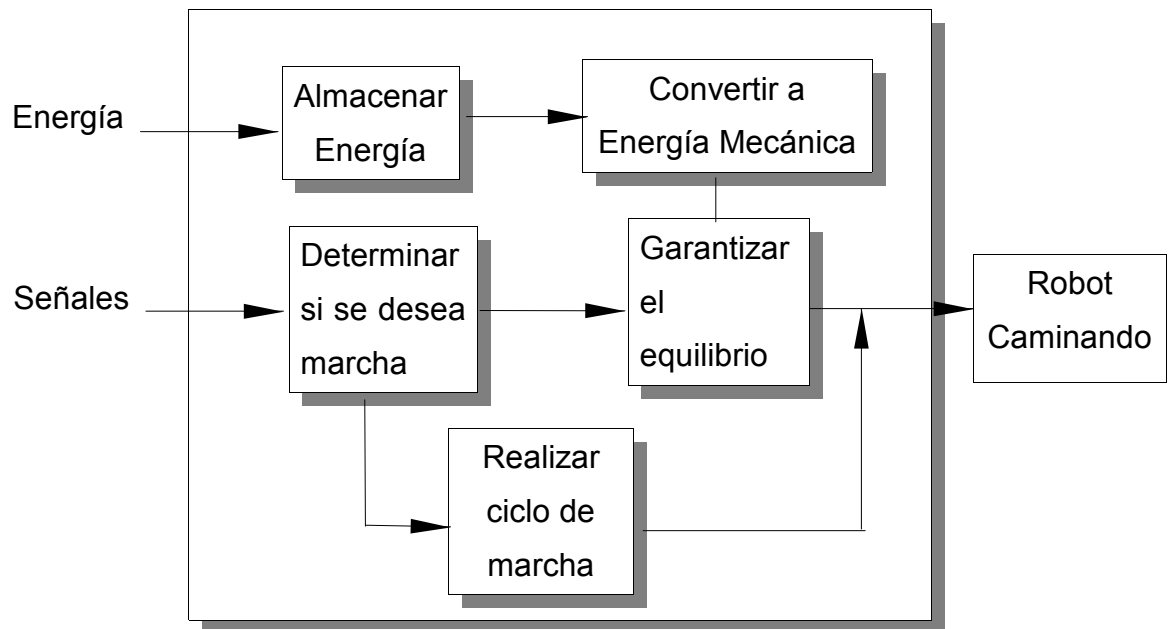 Energía
Almacenar
Energía
Convertir a
Energía Mecánica
Señales
Determinar
si se desea
marcha
Garantizar
el
equilibrio
Robot
Caminando
Realizar
ciclo de
marcha